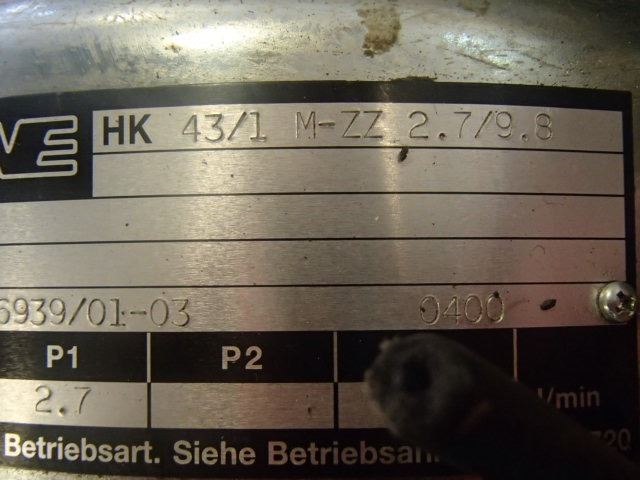 HK 43/1 M-ZZ 2.7/9.8
6939/01-03 0400
P1 P2
2.7 l/min
Betriebsart. Siehe Betriebsan 720